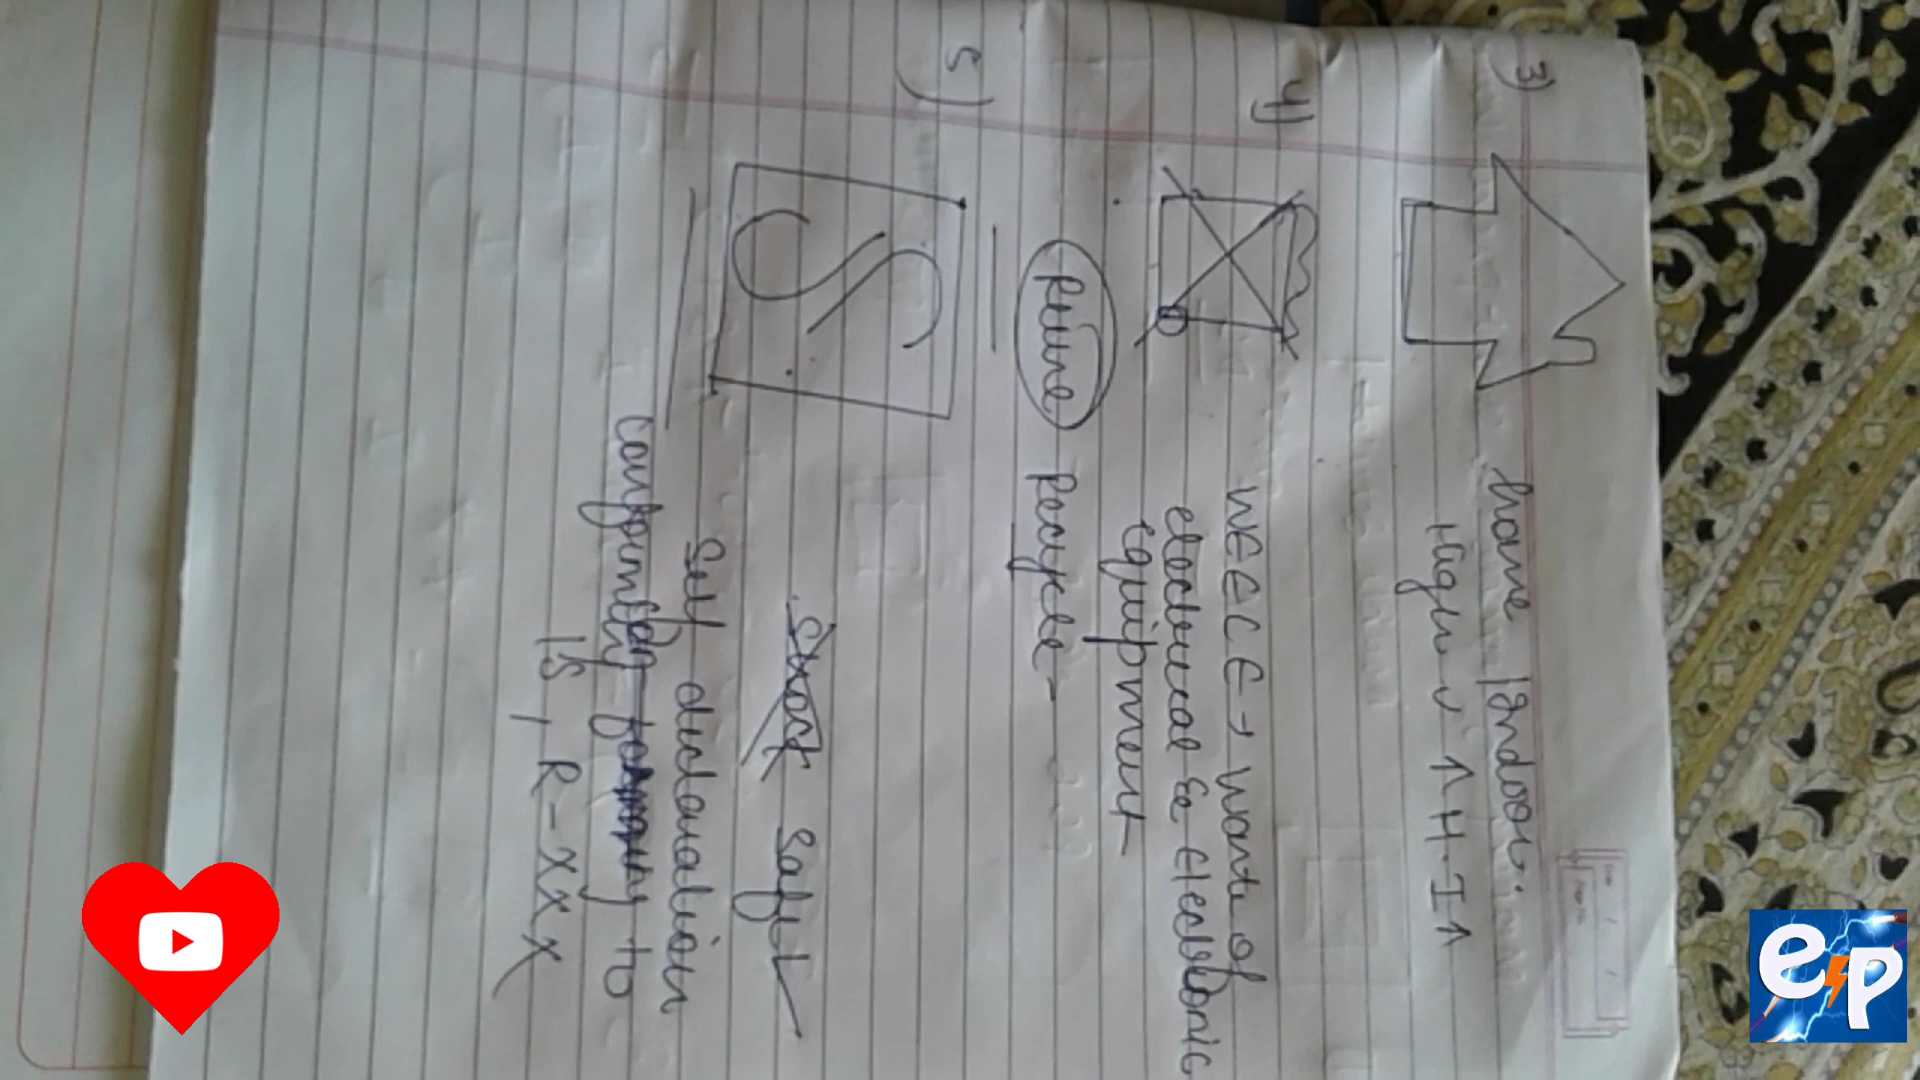 3)
home indoor.
4)
WEEE → waste of
electrical & Electronic
equipment
Reuse Recycle
5)
S
Safety
Self declaration
conformity to
IS, R-XXX
ep